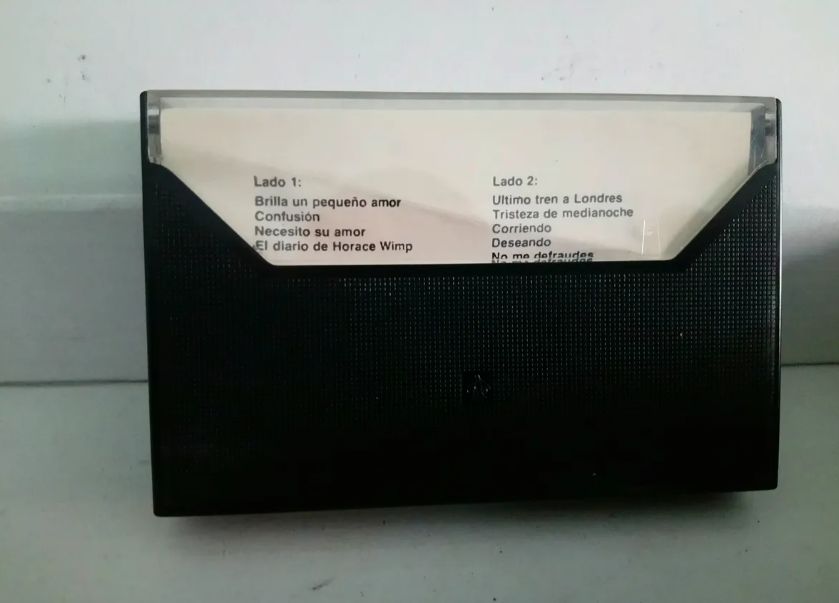 Lado 1:
Brilla un pequeño amor
Confusión
Necesito su amor
El diario de Horace Wimp
Lado 2:
Ultimo tren a Londres
Tristeza de medianoche
Corriendo
Deseando
No me defraudes